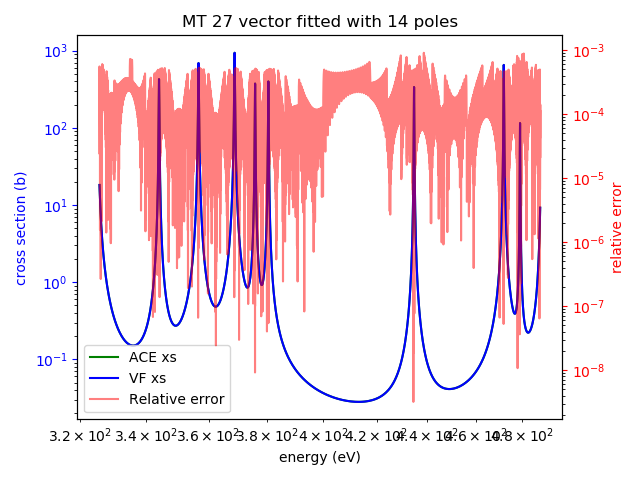 MT 27 vector fitted with 14 poles
10³
10²
10¹
10⁰
10⁻¹
cross section (b)
10⁻³
10⁻⁴
10⁻⁵
10⁻⁶
10⁻⁷
10⁻⁸
relative error
ACE xs
VF xs
Relative error
3.2 × 10² 3.4 × 10² 3.6 × 10² 3.8 × 10² 4 × 10² 4.2 × 10² 4.4 × 10² 4.6 × 10² 4.8 × 10²
energy (eV)